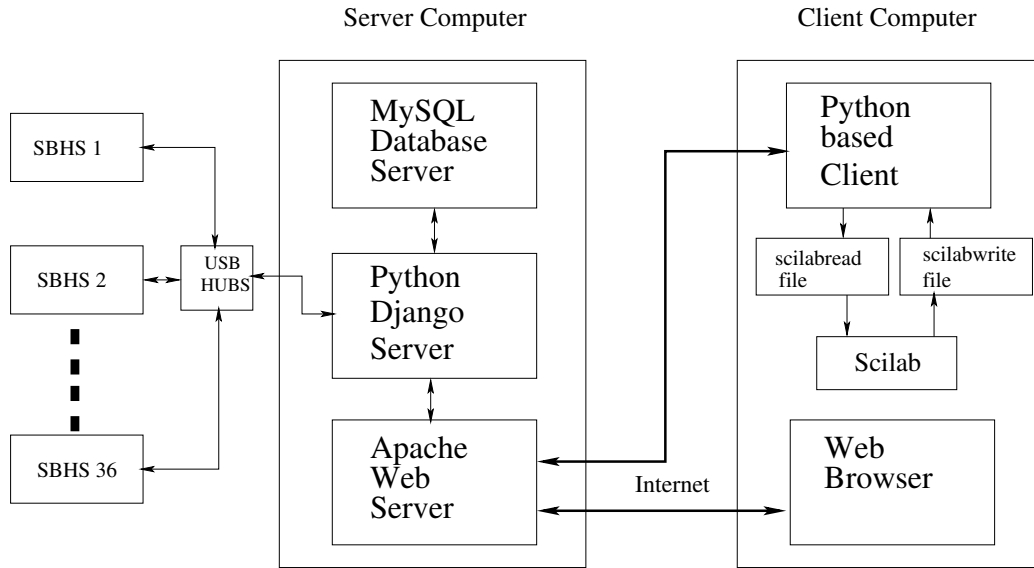 Server Computer
Client Computer
SBHS 1
SBHS 2
SBHS 36
USB
HUBS
MySQL
Database
Server
Python
Django
Server
Apache
Web
Server
Internet
Python
based
Client
scilabread
file
scilabwrite
file
Scilab
Web
Browser